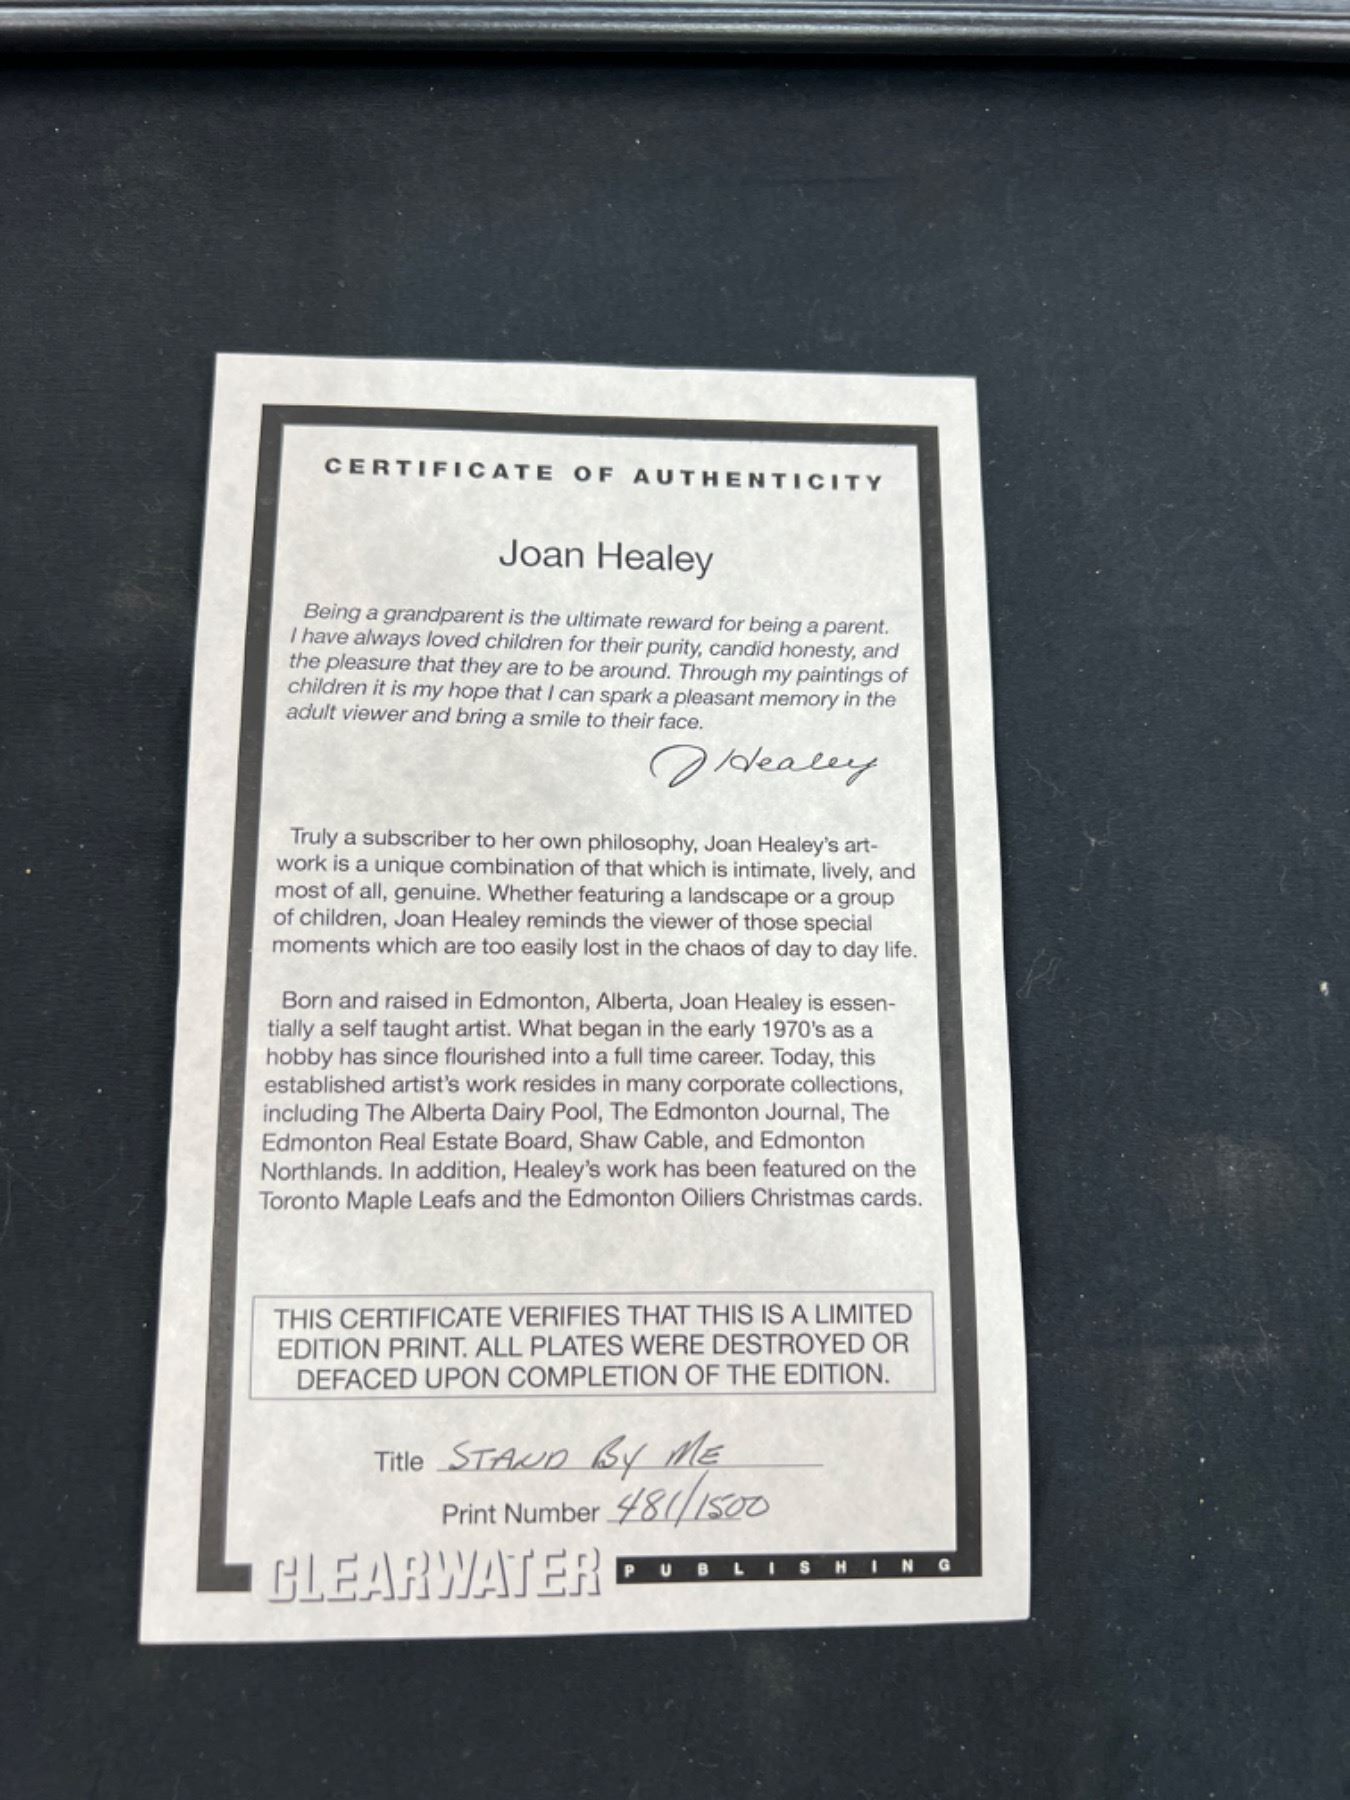 CERTIFICATE OF AUTHENTICITY
Joan Healey
Being a grandparent is the ultimate reward for being a parent.
I have always loved children for their purity, candid honesty, and
the pleasure that they are to be around. Through my paintings of
children it is my hope that I can spark a pleasant memory in the
adult viewer and bring a smile to their face.
J Healey
Truly a subscriber to her own philosophy, Joan Healey's art-
work is a unique combination of that which is intimate, lively, and
most of all, genuine. Whether featuring a landscape or a group
of children, Joan Healey reminds the viewer of those special
moments which are too easily lost in the chaos of day to day life.
Born and raised in Edmonton, Alberta, Joan Healey is essen-
tially a self taught artist. What began in the early 1970's as a
hobby has since flourished into a full time career. Today, this
established artist's work resides in many corporate collections,
including The Alberta Dairy Pool, The Edmonton Journal, The
Edmonton Real Estate Board, Shaw Cable, and Edmonton
Northlands. In addition, Healey's work has been featured on the
Toronto Maple Leafs and the Edmonton Oiliers Christmas cards.
THIS CERTIFICATE VERIFIES THAT THIS IS A LIMITED
EDITION PRINT. ALL PLATES WERE DESTROYED OR
DEFACED UPON COMPLETION OF THE EDITION.
Title STAND BY ME
Print Number 481/1500
CLEARWATER PUBLISHING